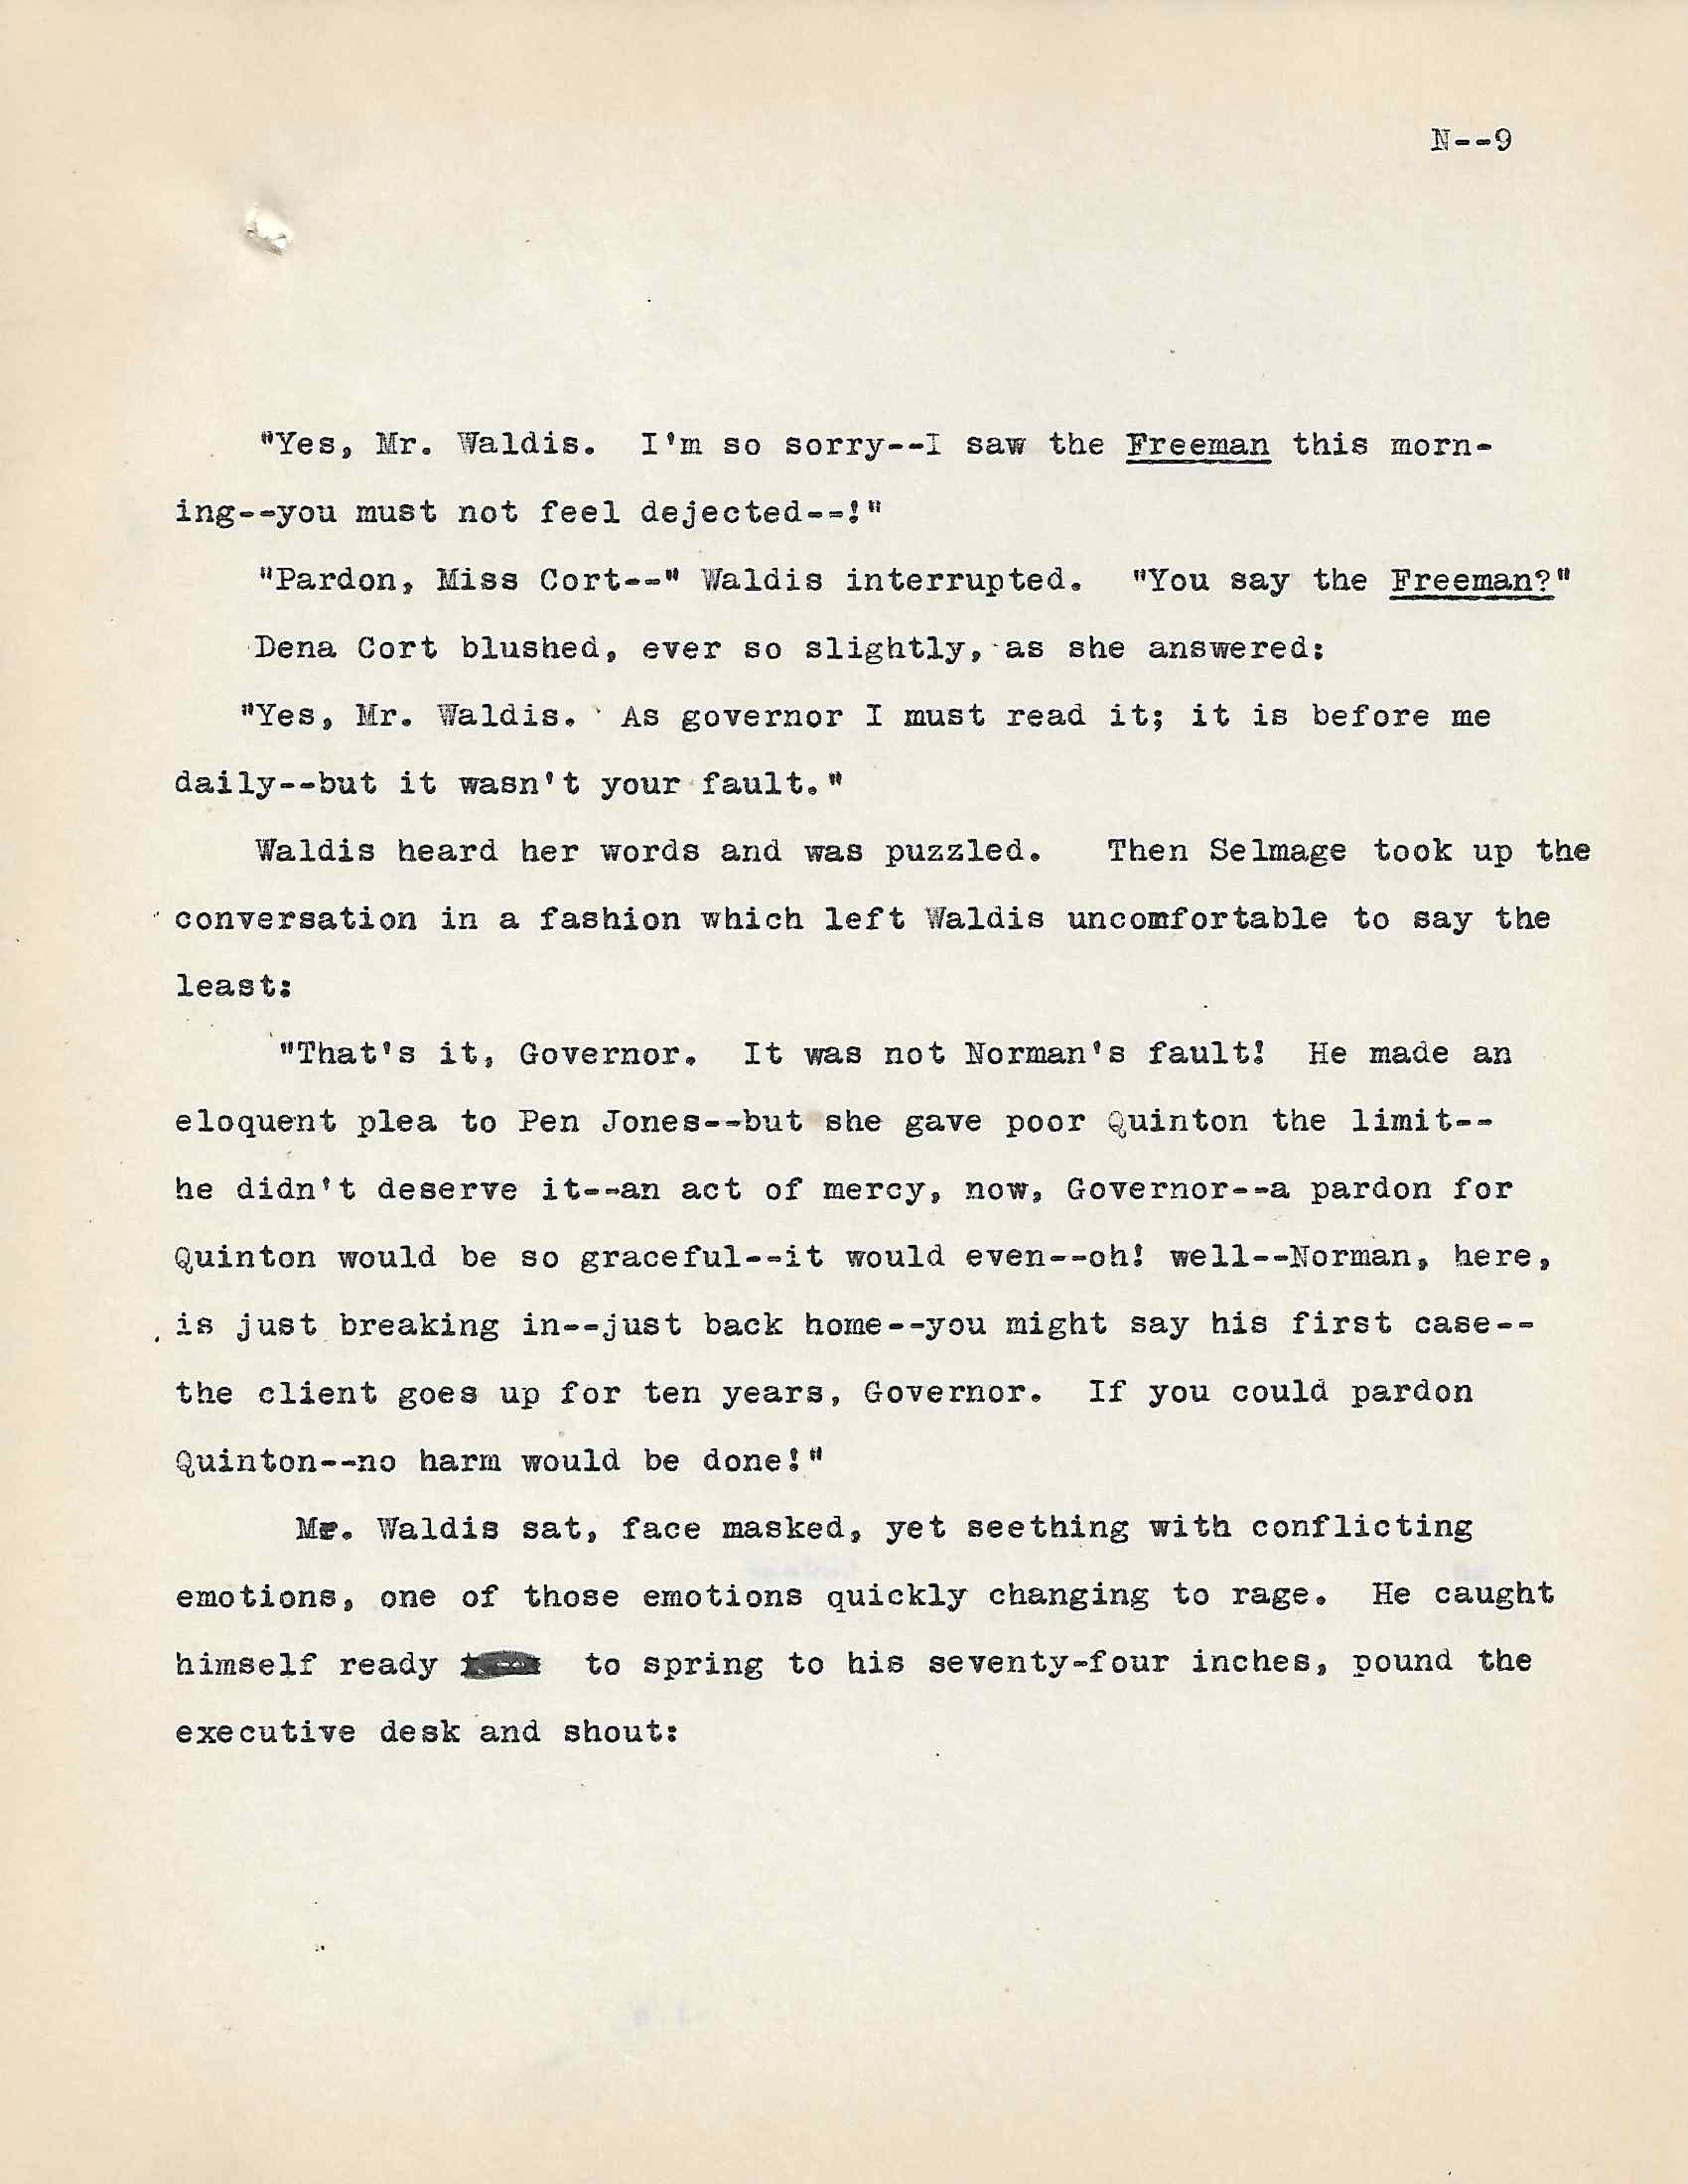 N--9
"Yes, Mr. Waldis. I'm so sorry--I saw the Freeman this morn-
ing--you must not feel dejected--!"
"Pardon, Miss Cort--" Waldis interrupted. "You say the Freeman?"
Dena Cort blushed, ever so slightly, as she answered:
"Yes, Mr. Waldis. As governor I must read it; it is before me
daily--but it wasn't your fault."
Waldis heard her words and was puzzled. Then Selmage took up the
conversation in a fashion which left Waldis uncomfortable to say the
least:
"That's it, Governor. It was not Norman's fault! He made an
eloquent plea to Pen Jones--but she gave poor Quinton the limit--
he didn't deserve it--an act of mercy, now, Governor--a pardon for
Quinton would be so graceful--it would even--oh! well--Norman, here,
is just breaking in--just back home--you might say his first case--
the client goes up for ten years, Governor. If you could pardon
Quinton--no harm would be done!"
Mr. Waldis sat, face masked, yet seething with conflicting
emotions, one of those emotions quickly changing to rage. He caught
himself ready to spring to his seventy-four inches, pound the
executive desk and shout: